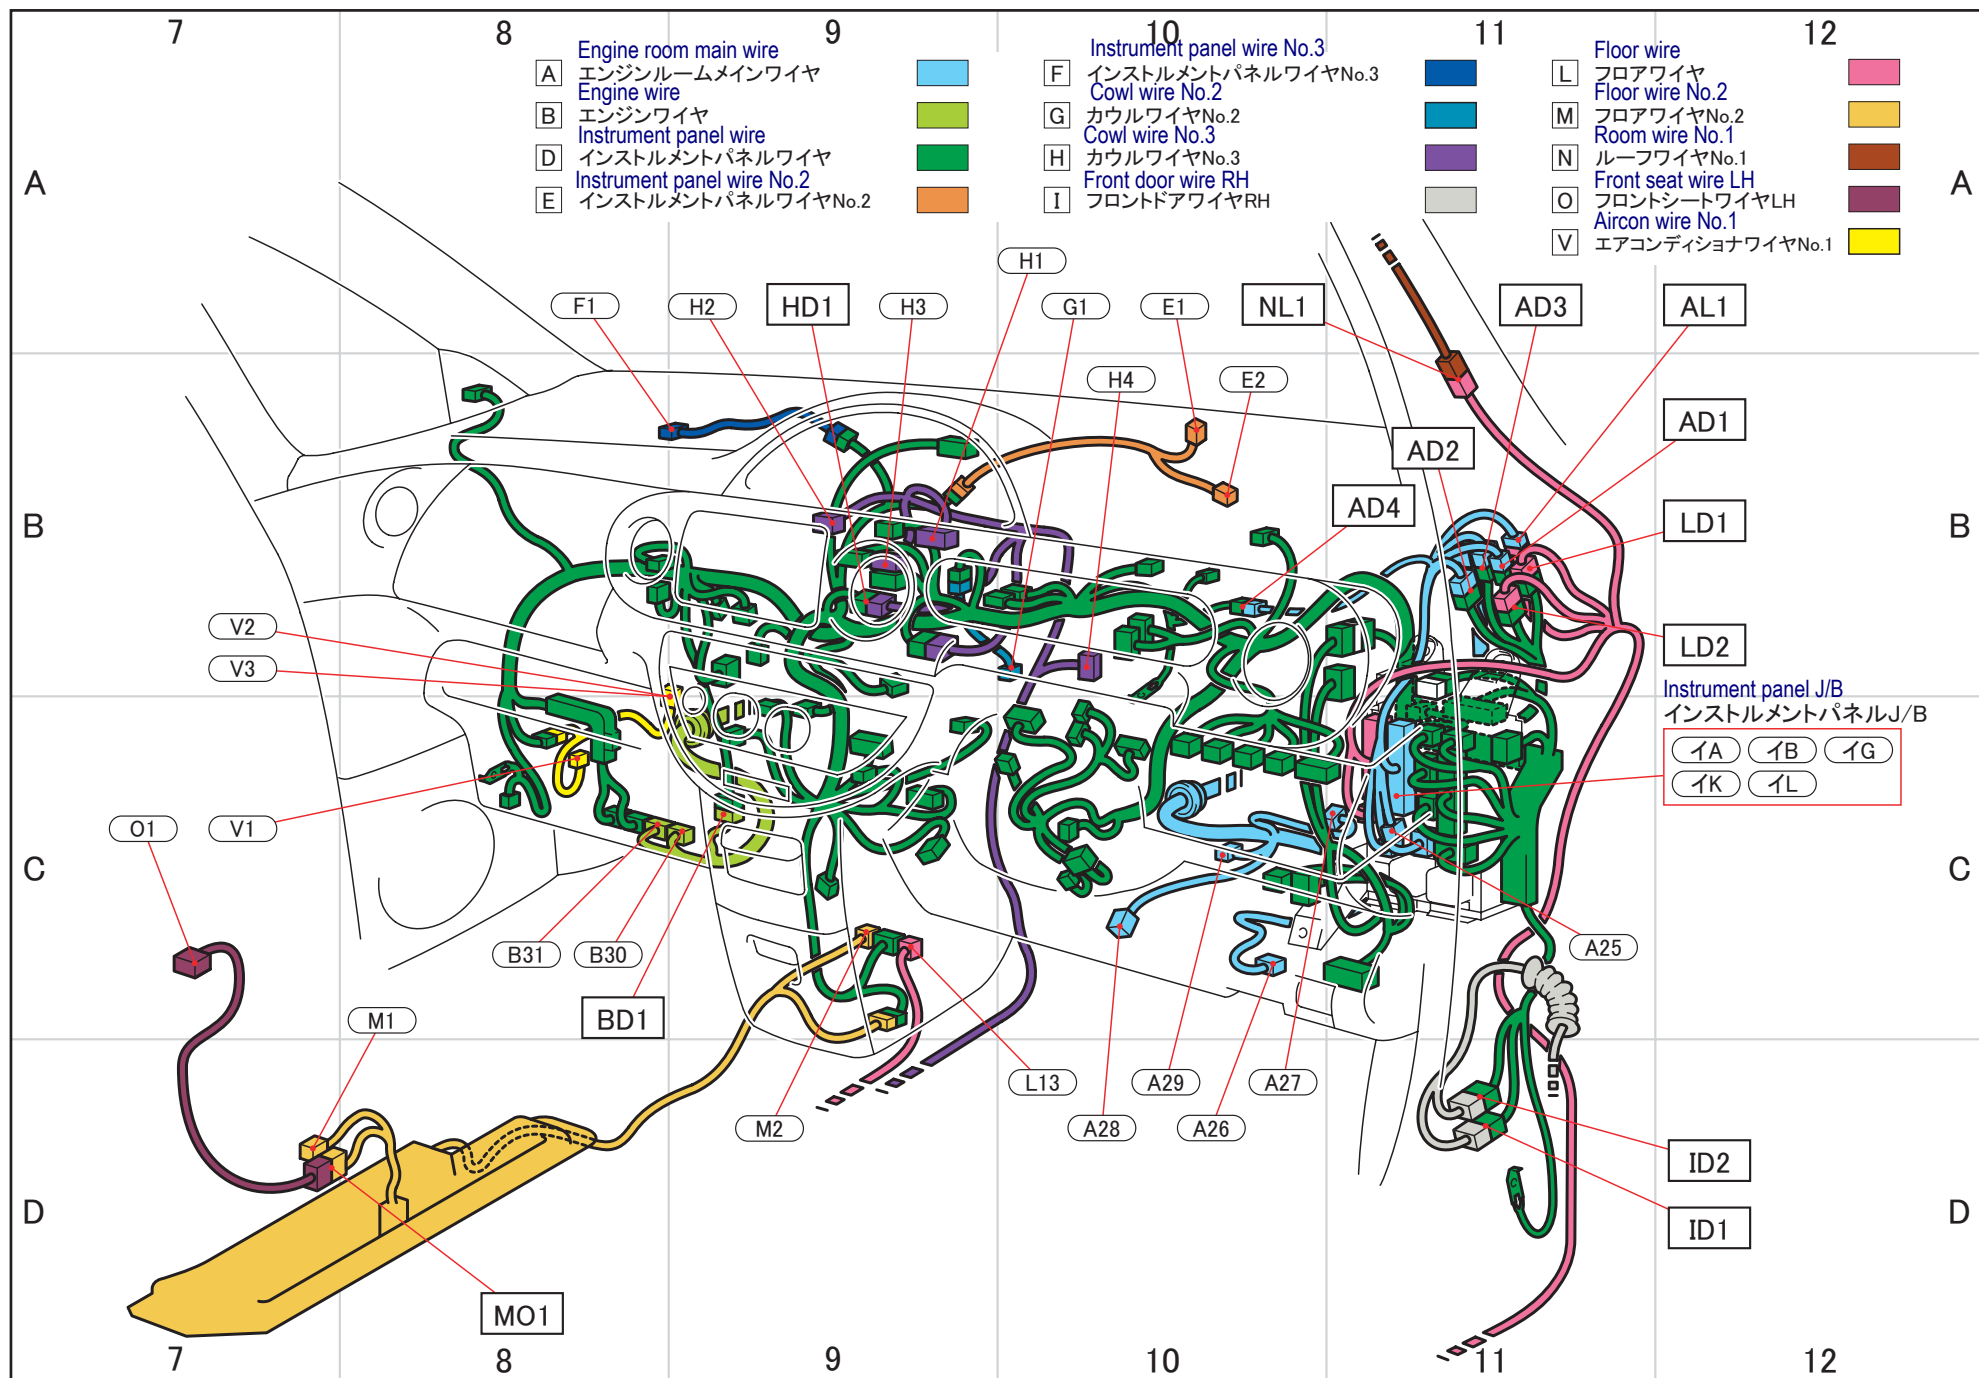 7 8 9 10 11 12
Engine room main wire
A エンジンルームメインワイヤ
Engine wire
B エンジンワイヤ
Instrument panel wire
D インストルメントパネルワイヤ
Instrument panel wire No.2
E インストルメントパネルワイヤNo.2
Instrument panel wire No.3
F インストルメントパネルワイヤNo.3
Cowl wire No.2
G カウルワイヤNo.2
Cowl wire No.3
H カウルワイヤNo.3
Front door wire RH
I フロントドアワイヤRH
Floor wire
L フロアワイヤ
Floor wire No.2
M フロアワイヤNo.2
Room wire No.1
N ルーフワイヤNo.1
Front seat wire LH
O フロントシートワイヤLH
Aircon wire No.1
V エアコンディショナワイヤNo.1
A A
H1
F1 H2 HD1 H3 G1 E1 NL1 AD3 AL1
H4 E2
AD1
AD2
AD4
B LD1 B
V2
LD2
V3
Instrument panel J/B
インストルメントパネルJ/B
イA イB イG
イK イL
O1 V1
C C
B31 B30 A25
BD1
M1
L13 A29 A27
M2 A28 A26
ID2
D ID1 D
MO1
7 8 9 10 11 12